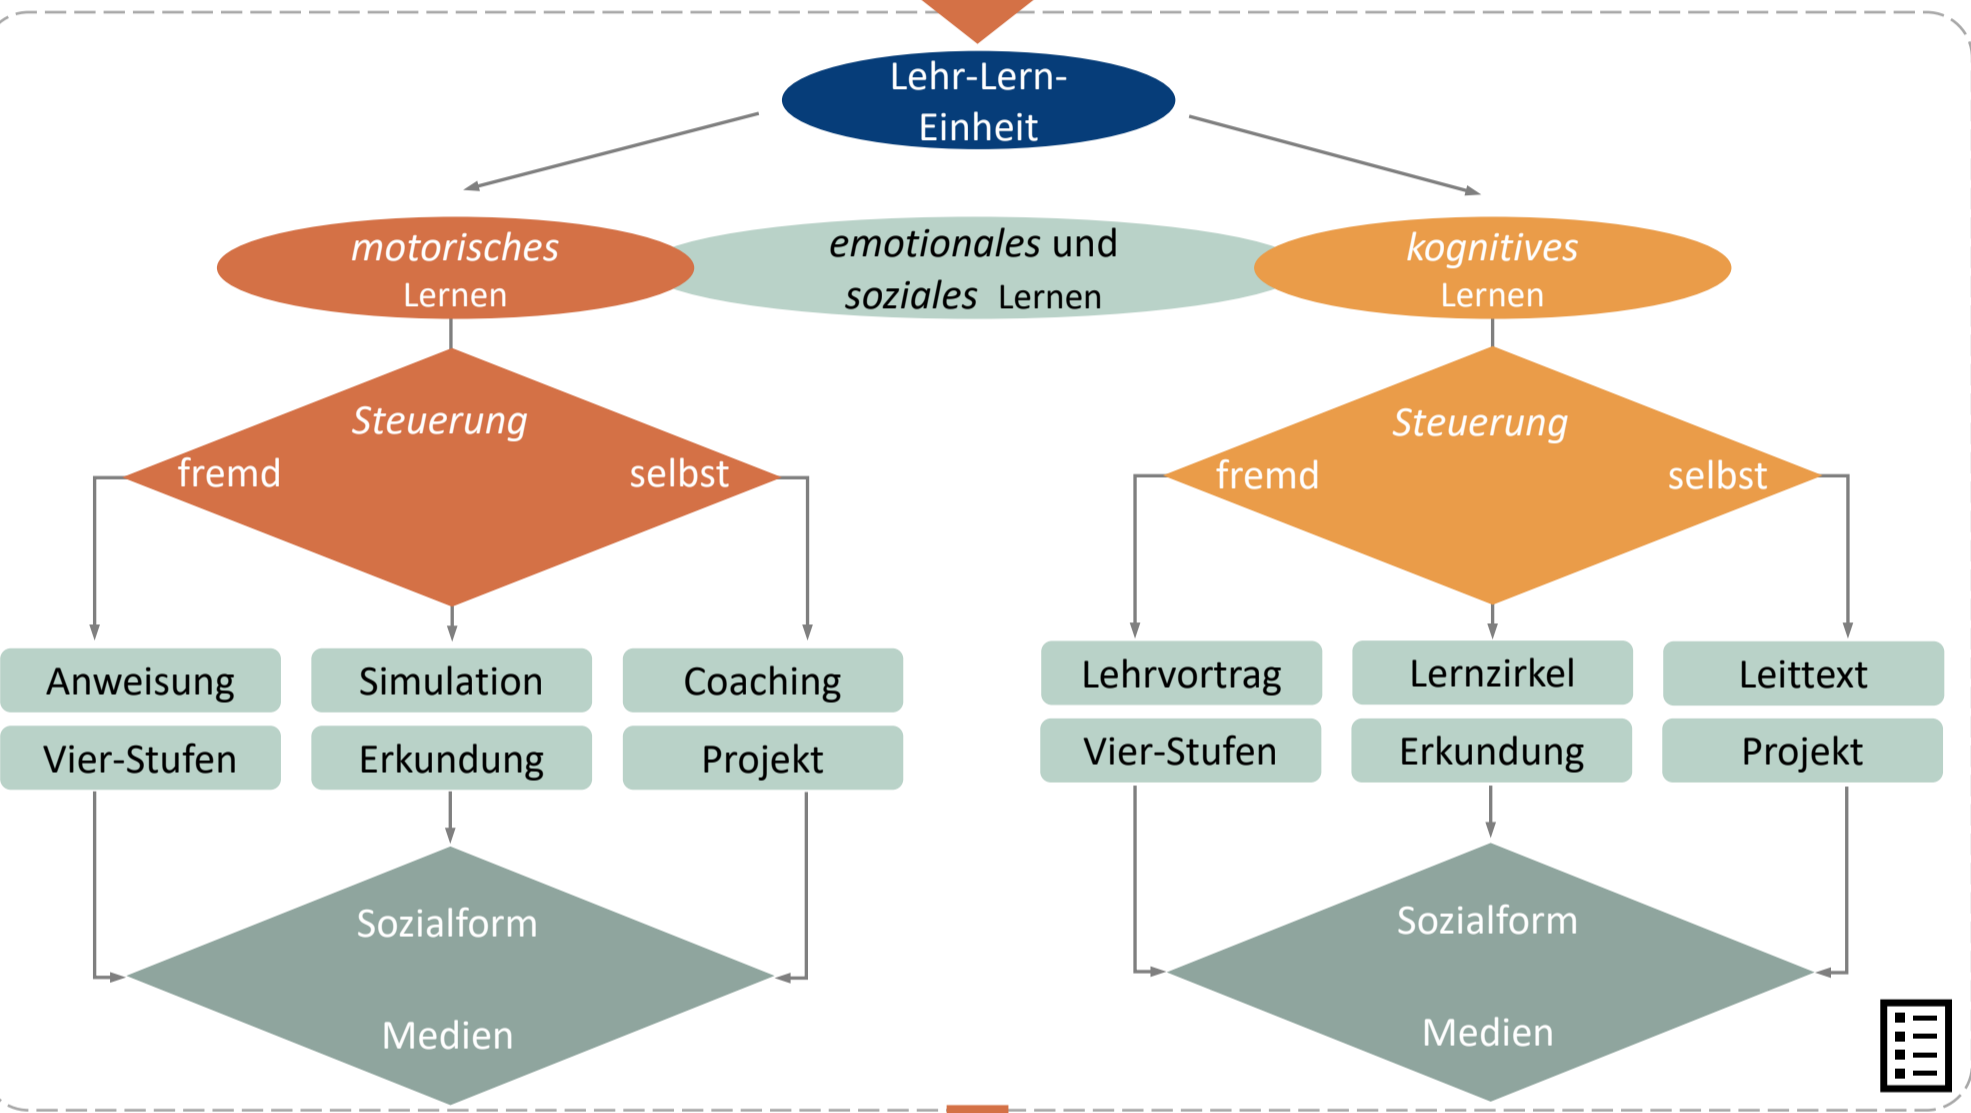 Lehr-Lern-
Einheit
motorisches
Lernen
emotionales und
soziales Lernen
kognitives
Lernen
Steuerung
fremd selbst
Steuerung
fremd selbst
Anweisung
Simulation
Coaching
Vier-Stufen
Erkundung
Projekt
Lehrvortrag
Lernzirkel
Leittext
Vier-Stufen
Erkundung
Projekt
Sozialform
Medien
Sozialform
Medien